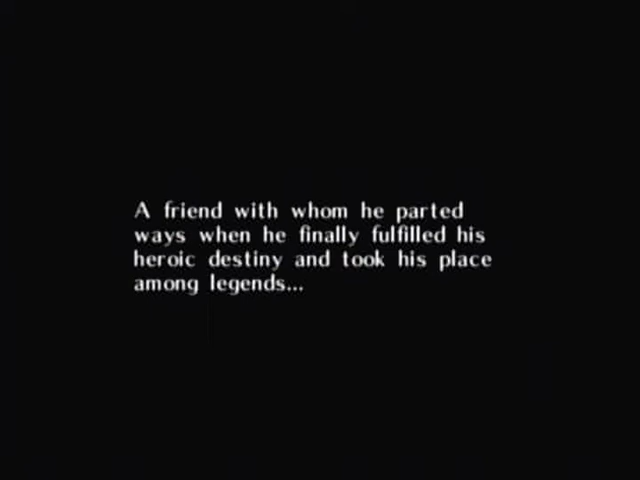 A friend with whom he parted
ways when he finally fulfilled his
heroic destiny and took his place
among legends...